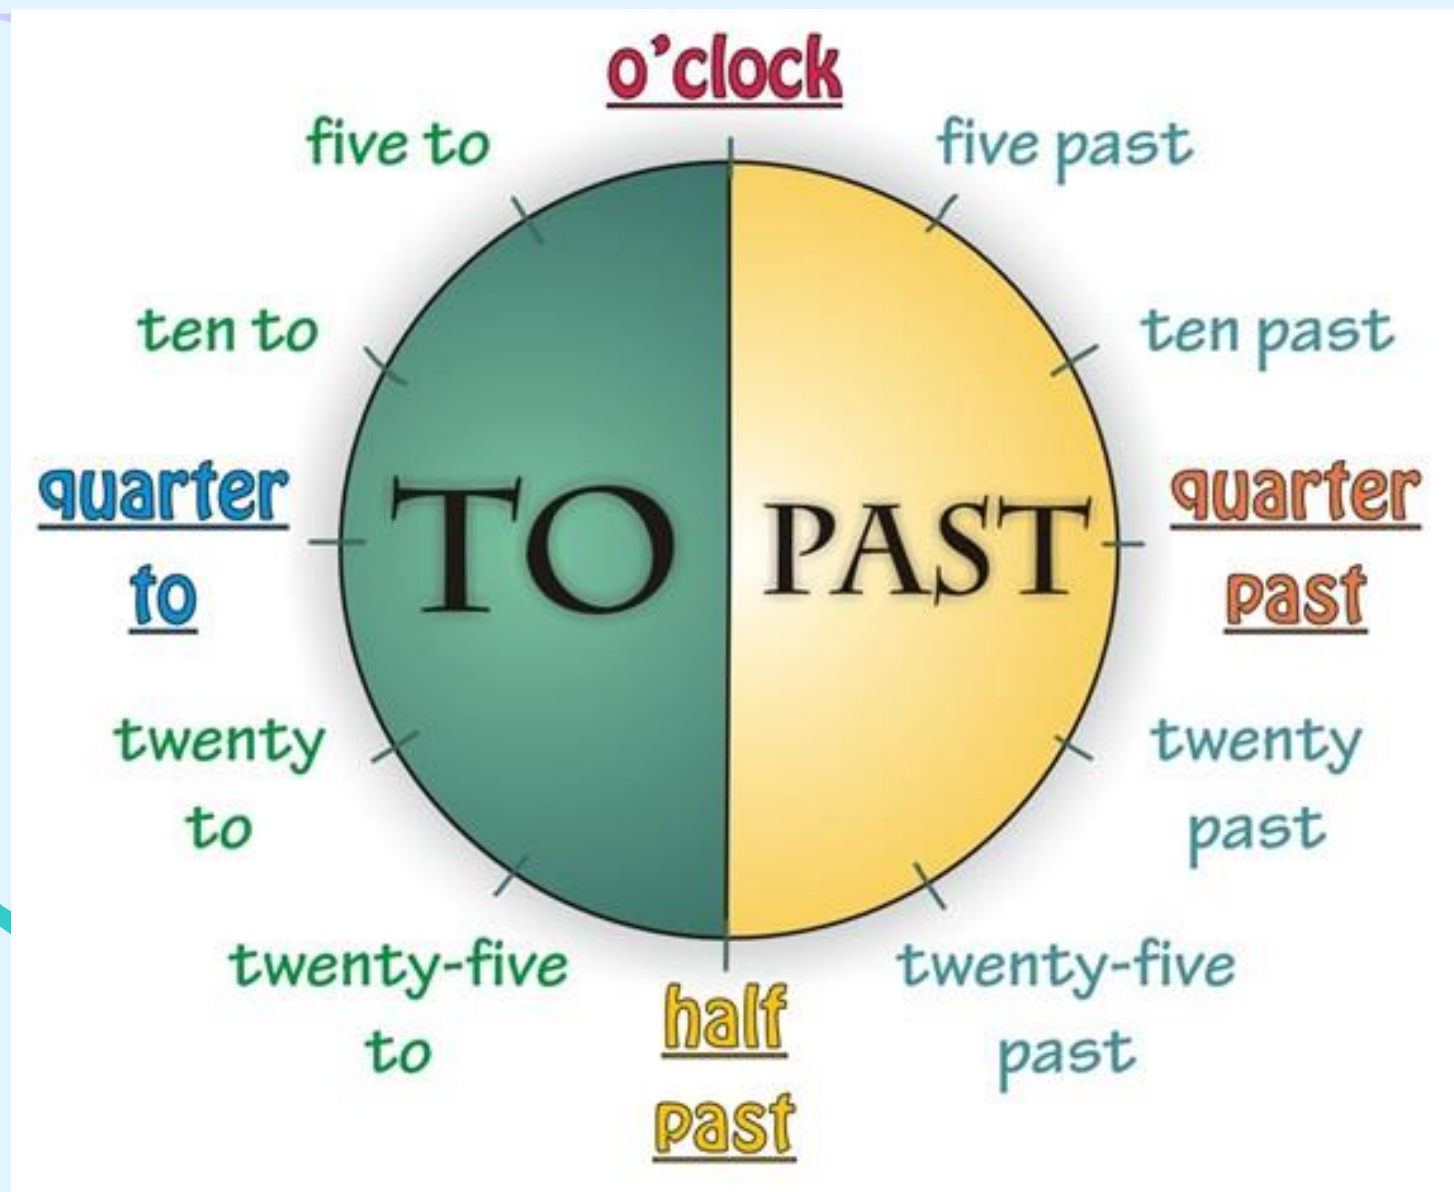 o'clock
five past
ten past
quarter
past
twenty
past
twenty-five
past
half
past
twenty-five
to
twenty
to
quarter
to
ten to
five to
TO
PAST